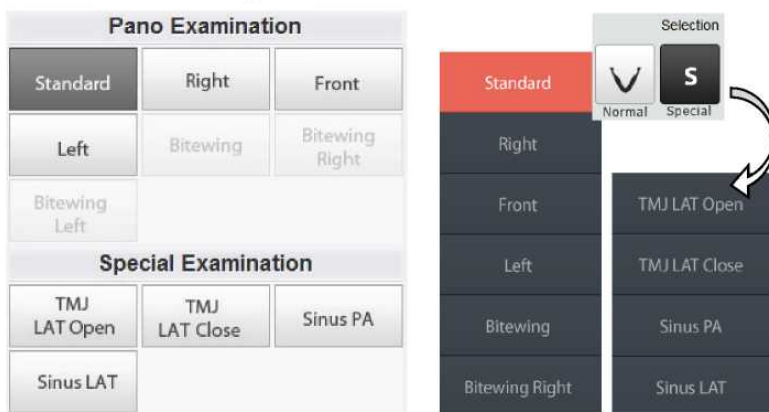 Pano Examination
Standard
Right
Front
Left
Bitewing
Bitewing
Right
Bitewing
Left
Special Examination
TMJ
LAT Open
TMJ
LAT Close
Sinus PA
Sinus LAT
Selection
S
Normal
Special
Standard
Right
Front
Left
Bitewing
Bitewing Right
TMJ LAT Open
TMJ LAT Close
Sinus PA
Sinus LAT